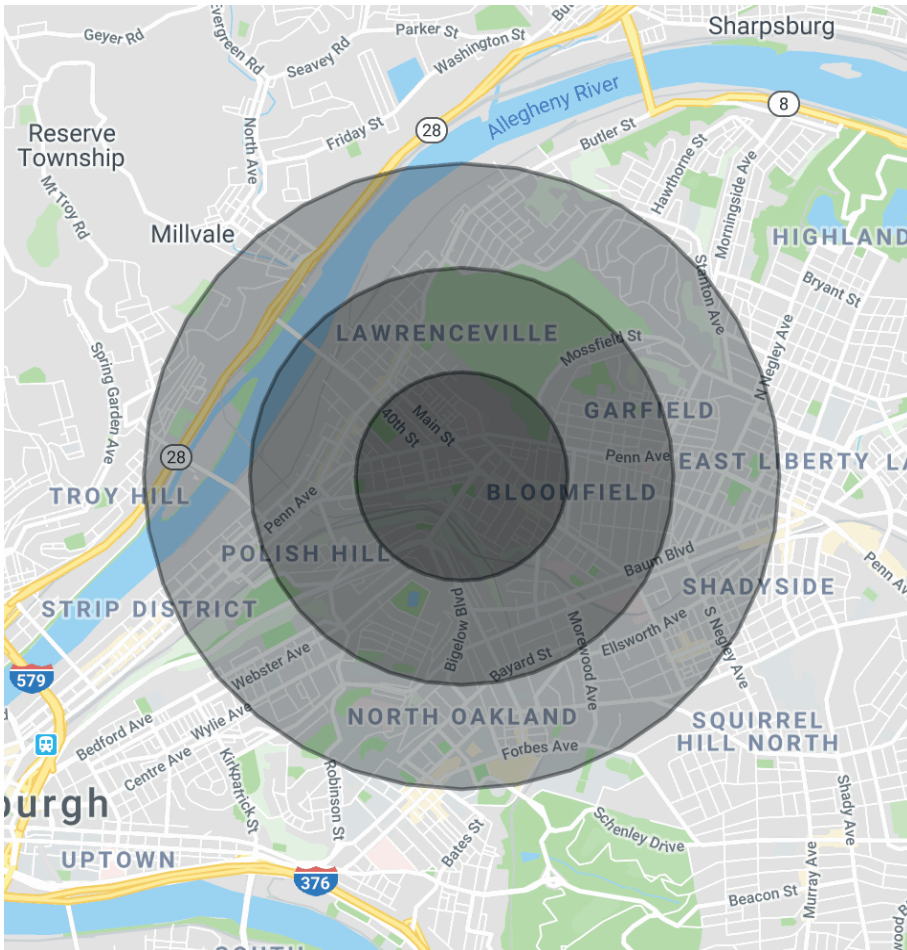 Sharpsburg
Geyer Rd
Evergreen Rd
Parker St
Seavey Rd
Washington St
Allegheny River
8
28
Reserve
Township
North Ave
Friday St
Butler St
Hawthorne St
Morningside Ave
Mt Troy Rd
Millvale
HIGHLAND
Stanton Ave
Bryant St
LAWRENCEVILLE
Mossfield St
N Negley Ave
Spring Garden Ave
Main St
40th St
GARFIELD
28
Penn Ave
EAST LIBERTY
TROY HILL
BLOOMFIELD
Penn Ave
POLISH HILL
Baum Blvd
Penn Av
SHADYSIDE
STRIP DISTRICT
Bigelow Blvd
Morewood Ave
Ellsworth Ave
S Negley Ave
Webster Ave
Bayard St
579
Bedford Ave
Wylie Ave
NORTH OAKLAND
SQUIRREL
HILL NORTH
Centre Ave
Forbes Ave
Kirkpatrick St
Robinson St
burgh
Shady Ave
Schenley Drive
Bates St
UPTOWN
376
Murray Ave
Beacon St
SOUTH